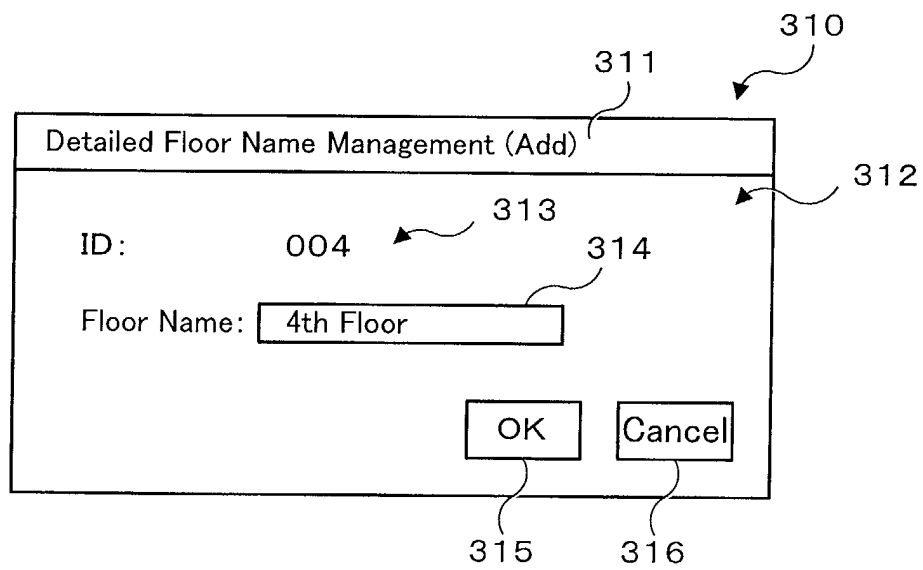 310
311
Detailed Floor Name Management (Add)
312
ID: 004
313
314
Floor Name: 4th Floor
OK Cancel
315 316